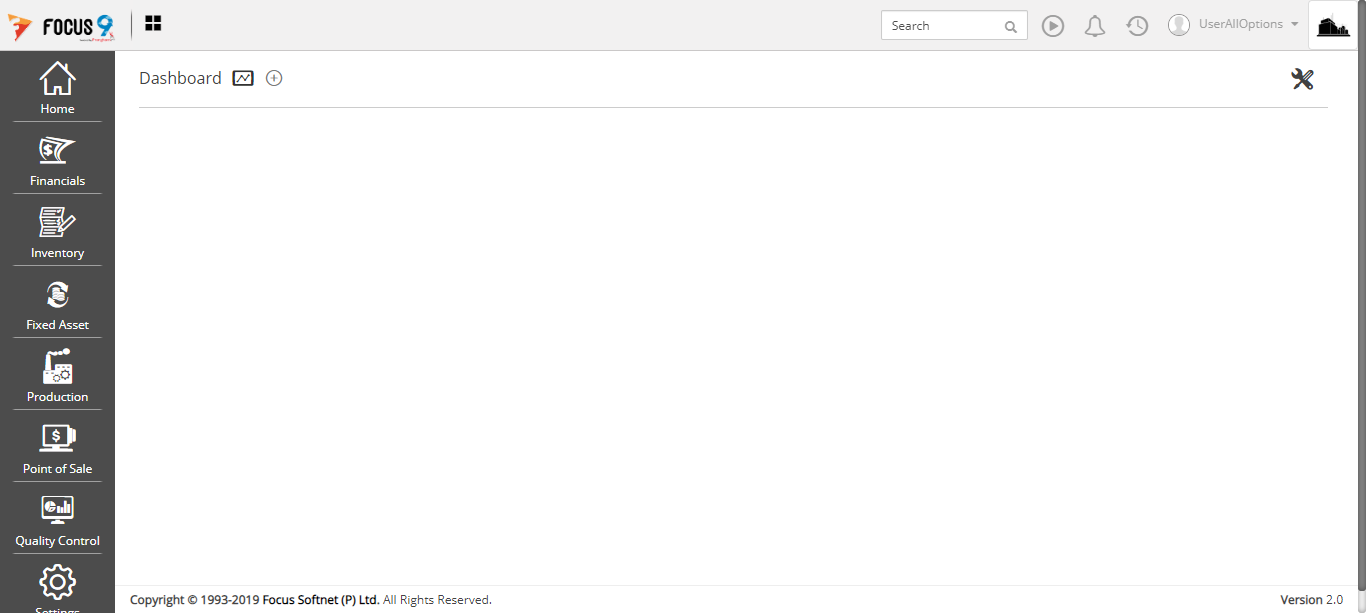 FOCUS 9
Search
UserAllOptions
Dashboard
Home
Financials
Inventory
Fixed Asset
Production
Point of Sale
Quality Control
Settings
Copyright © 1993-2019 Focus Softnet (P) Ltd. All Rights Reserved.
Version 2.0